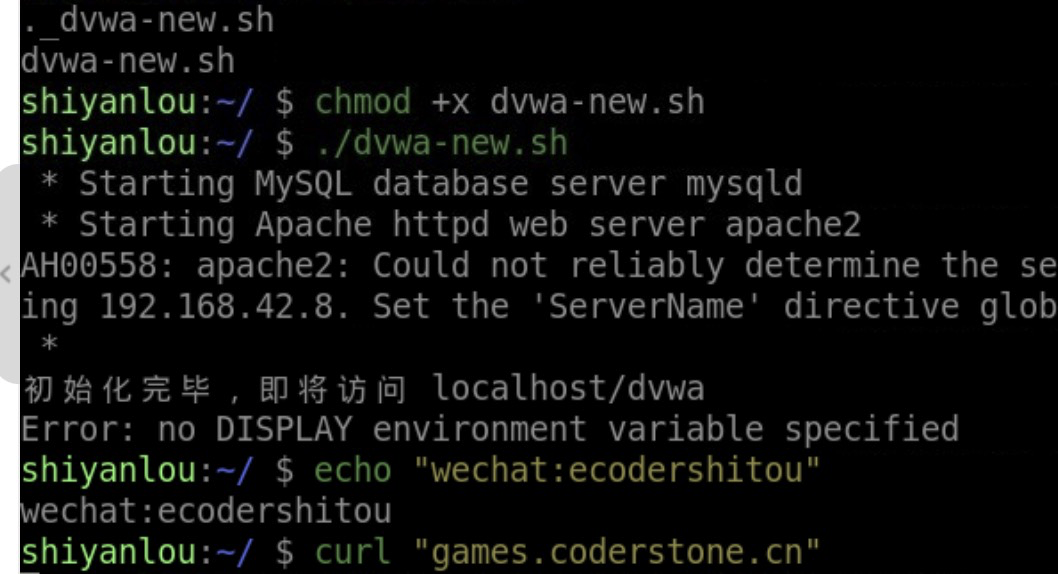 ._dvwa-new.sh
dvwa-new.sh
shiyanlou:~/ $ chmod +x dvwa-new.sh
shiyanlou:~/ $ ./dvwa-new.sh
 * Starting MySQL database server mysqld
 * Starting Apache httpd web server apache2
AH00558: apache2: Could not reliably determine the se
ing 192.168.42.8. Set the 'ServerName' directive glob
 *
初始化完毕，即将访问 localhost/dvwa
Error: no DISPLAY environment variable specified
shiyanlou:~/ $ echo "wechat:ecodershitou"
wechat:ecodershitou
shiyanlou:~/ $ curl "games.coderstone.cn"